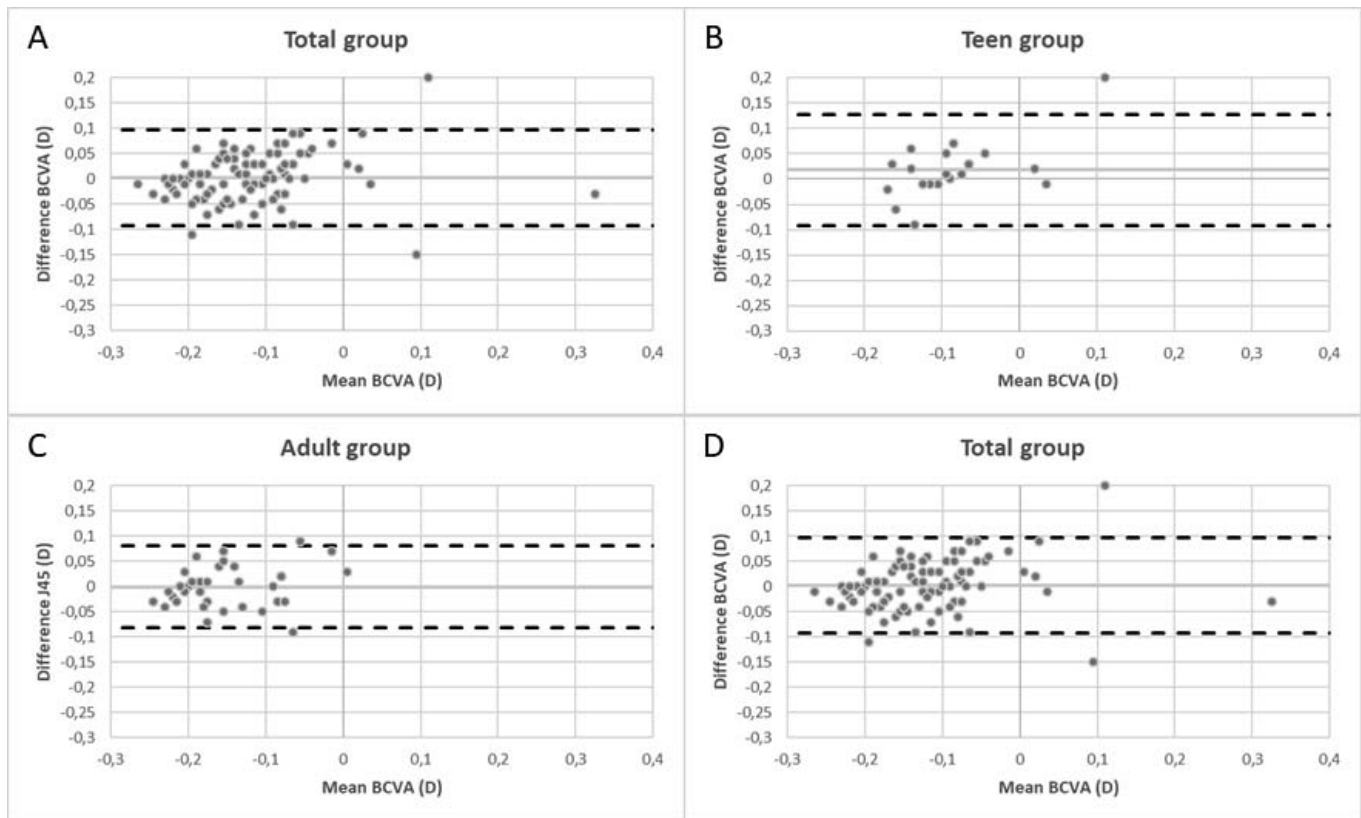 A
Total group
Difference BCVA (D)
0,2
0,15
0,1
0,05
0
-0,05
-0,1
-0,15
-0,2
-0,25
-0,3
-0,3 -0,2 -0,1 0 0,1 0,2 0,3 0,4
Mean BCVA (D)
B
Teen group
Difference BCVA (D)
0,2
0,15
0,1
0,05
0
-0,05
-0,1
-0,15
-0,2
-0,25
-0,3
-0,3 -0,2 -0,1 0 0,1 0,2 0,3 0,4
Mean BCVA (D)
C
Adult group
Difference J45 (D)
0,2
0,15
0,1
0,05
0
-0,05
-0,1
-0,15
-0,2
-0,25
-0,3
-0,3 -0,2 -0,1 0 0,1 0,2 0,3 0,4
Mean BCVA (D)
D
Total group
Difference BCVA (D)
0,2
0,15
0,1
0,05
0
-0,05
-0,1
-0,15
-0,2
-0,25
-0,3
-0,3 -0,2 -0,1 0 0,1 0,2 0,3 0,4
Mean BCVA (D)